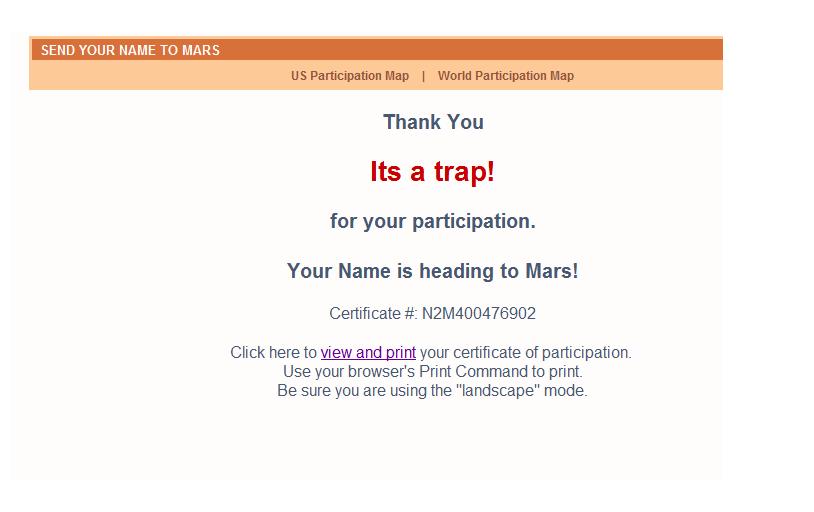 SEND YOUR NAME TO MARS
US Participation Map | World Participation Map
Thank You
Its a trap!
for your participation.
Your Name is heading to Mars!
Certificate #: N2M400476902
Click here to view and print your certificate of participation.
Use your browser's Print Command to print.
Be sure you are using the "landscape" mode.